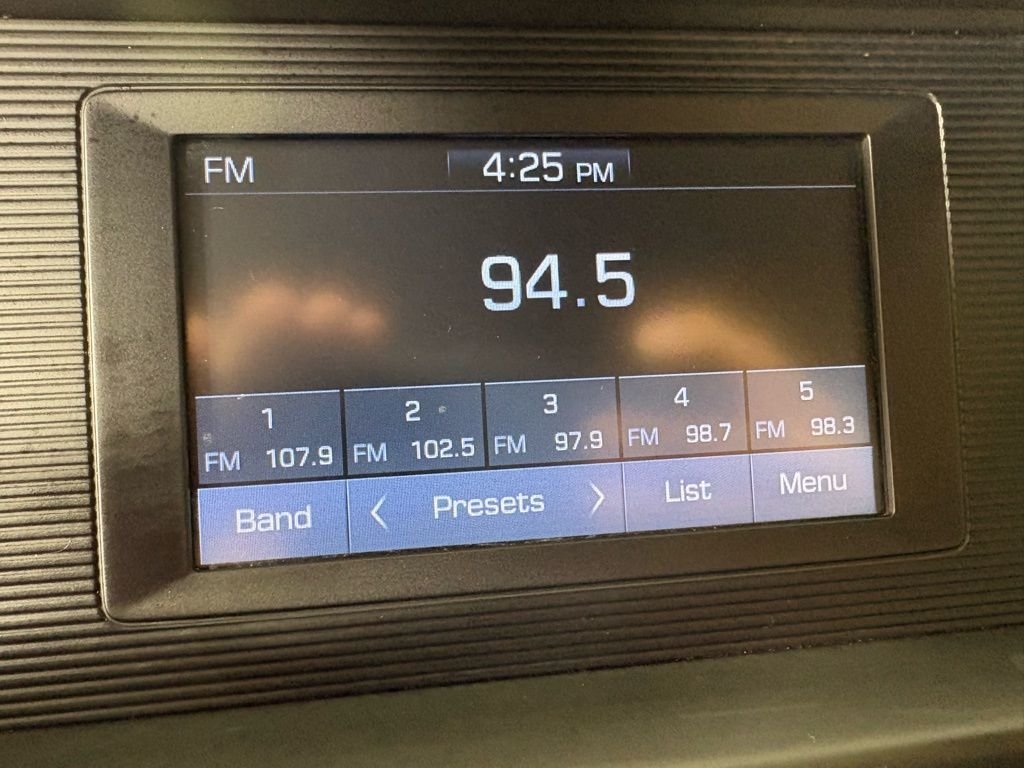 FM 4:25 PM
94.5
1 2 3 4 5
FM 107.9 FM 102.5 FM 97.9 FM 98.7 FM 98.3
Band < Presets > List Menu